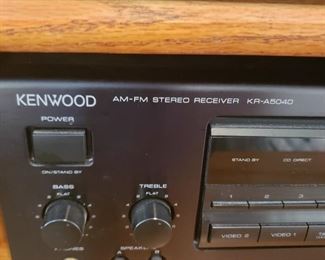 KENWOOD AM-FM STEREO RECEIVER KR-A5040
POWER
ON/STAND BY
STAND BY CD DIRECT
BASS TREBLE
FLAT FLAT
1 2 3
VIDEO 2 VIDEO 1